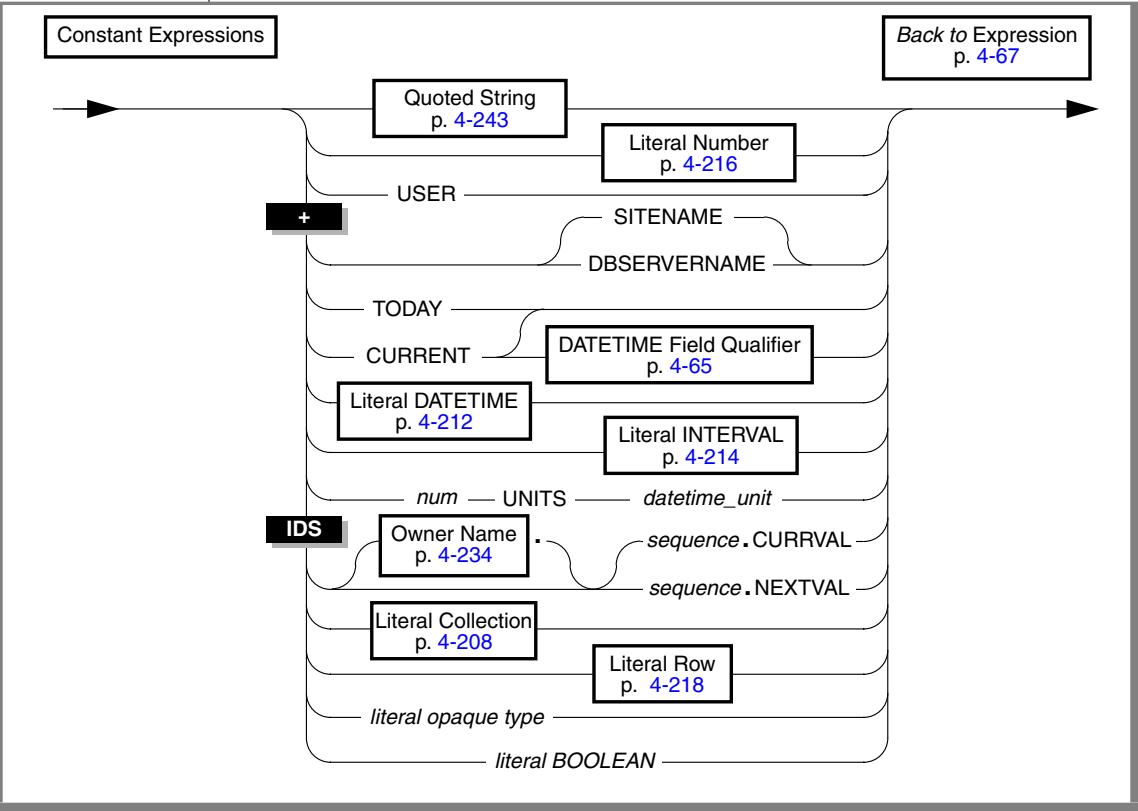 Constant Expressions
Back to Expression
p. 4-67
Quoted String
p. 4-243
Literal Number
p. 4-216
USER
+
SITENAME
DBSERVERNAME
TODAY
CURRENT
DATETIME Field Qualifier
p. 4-65
Literal DATETIME
p. 4-212
Literal INTERVAL
p. 4-214
num UNITS datetime_unit
IDS
Owner Name .
p. 4-234
sequence.CURRVAL
sequence.NEXTVAL
Literal Collection
p. 4-208
Literal Row
p. 4-218
literal opaque type
literal BOOLEAN